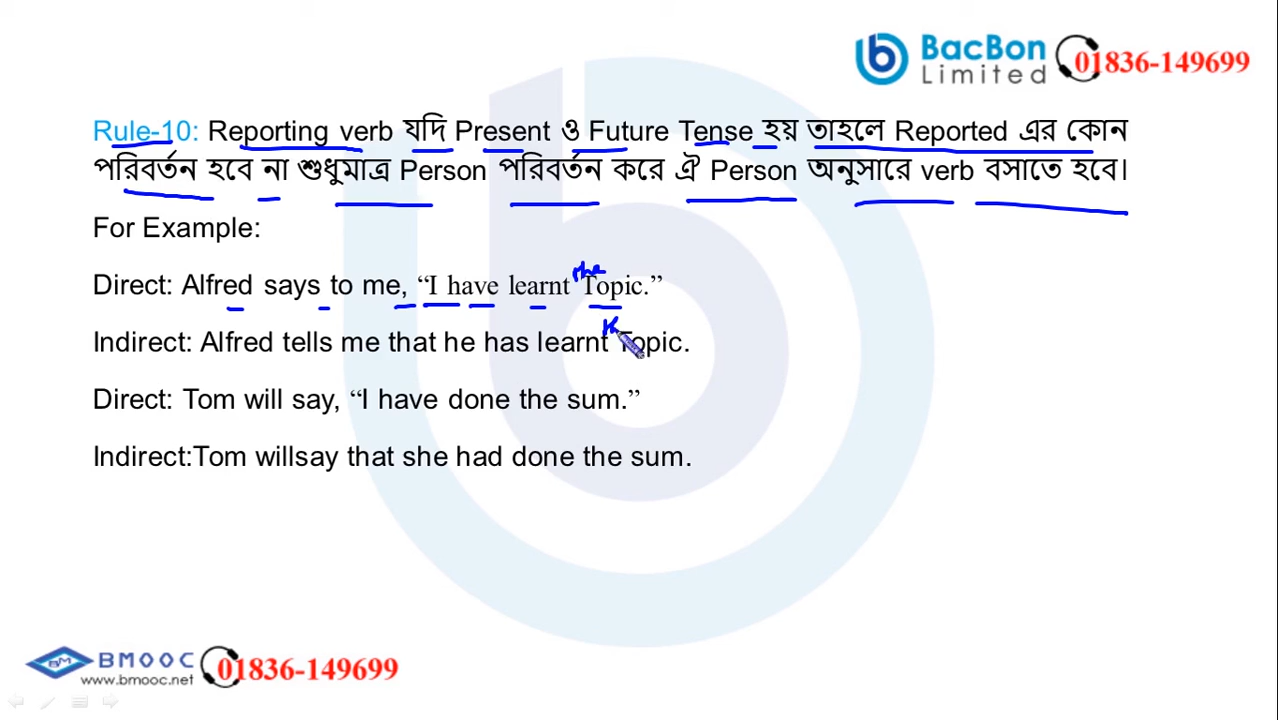 BacBon
Limited
01836-149699
Rule-10: Reporting verb যদি Present ও Future Tense হয় তাহলে Reported এর কোন
পরিবর্তন হবে না শুধুমাত্র Person পরিবর্তন করে ঐ Person অনুসারে verb বসাতে হবে।
For Example:
the
Direct: Alfred says to me, “I have learnt Topic.”
Indirect: Alfred tells me that he has learnt Topic.
Direct: Tom will say, “I have done the sum.”
Indirect:Tom willsay that she had done the sum.
BMOOC
www.bmooc.net
01836-149699